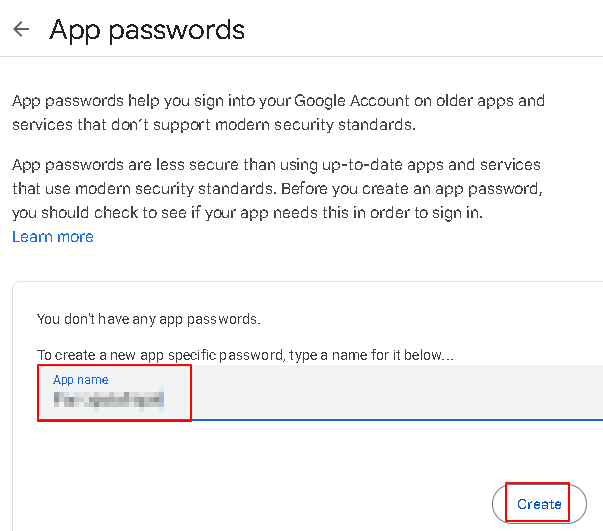 App passwords
App passwords help you sign into your Google Account on older apps and
services that don’t support modern security standards.
App passwords are less secure than using up-to-date apps and services
that use modern security standards. Before you create an app password,
you should check to see if your app needs this in order to sign in.
Learn more
You don't have any app passwords.
To create a new app specific password, type a name for it below...
App name
Create